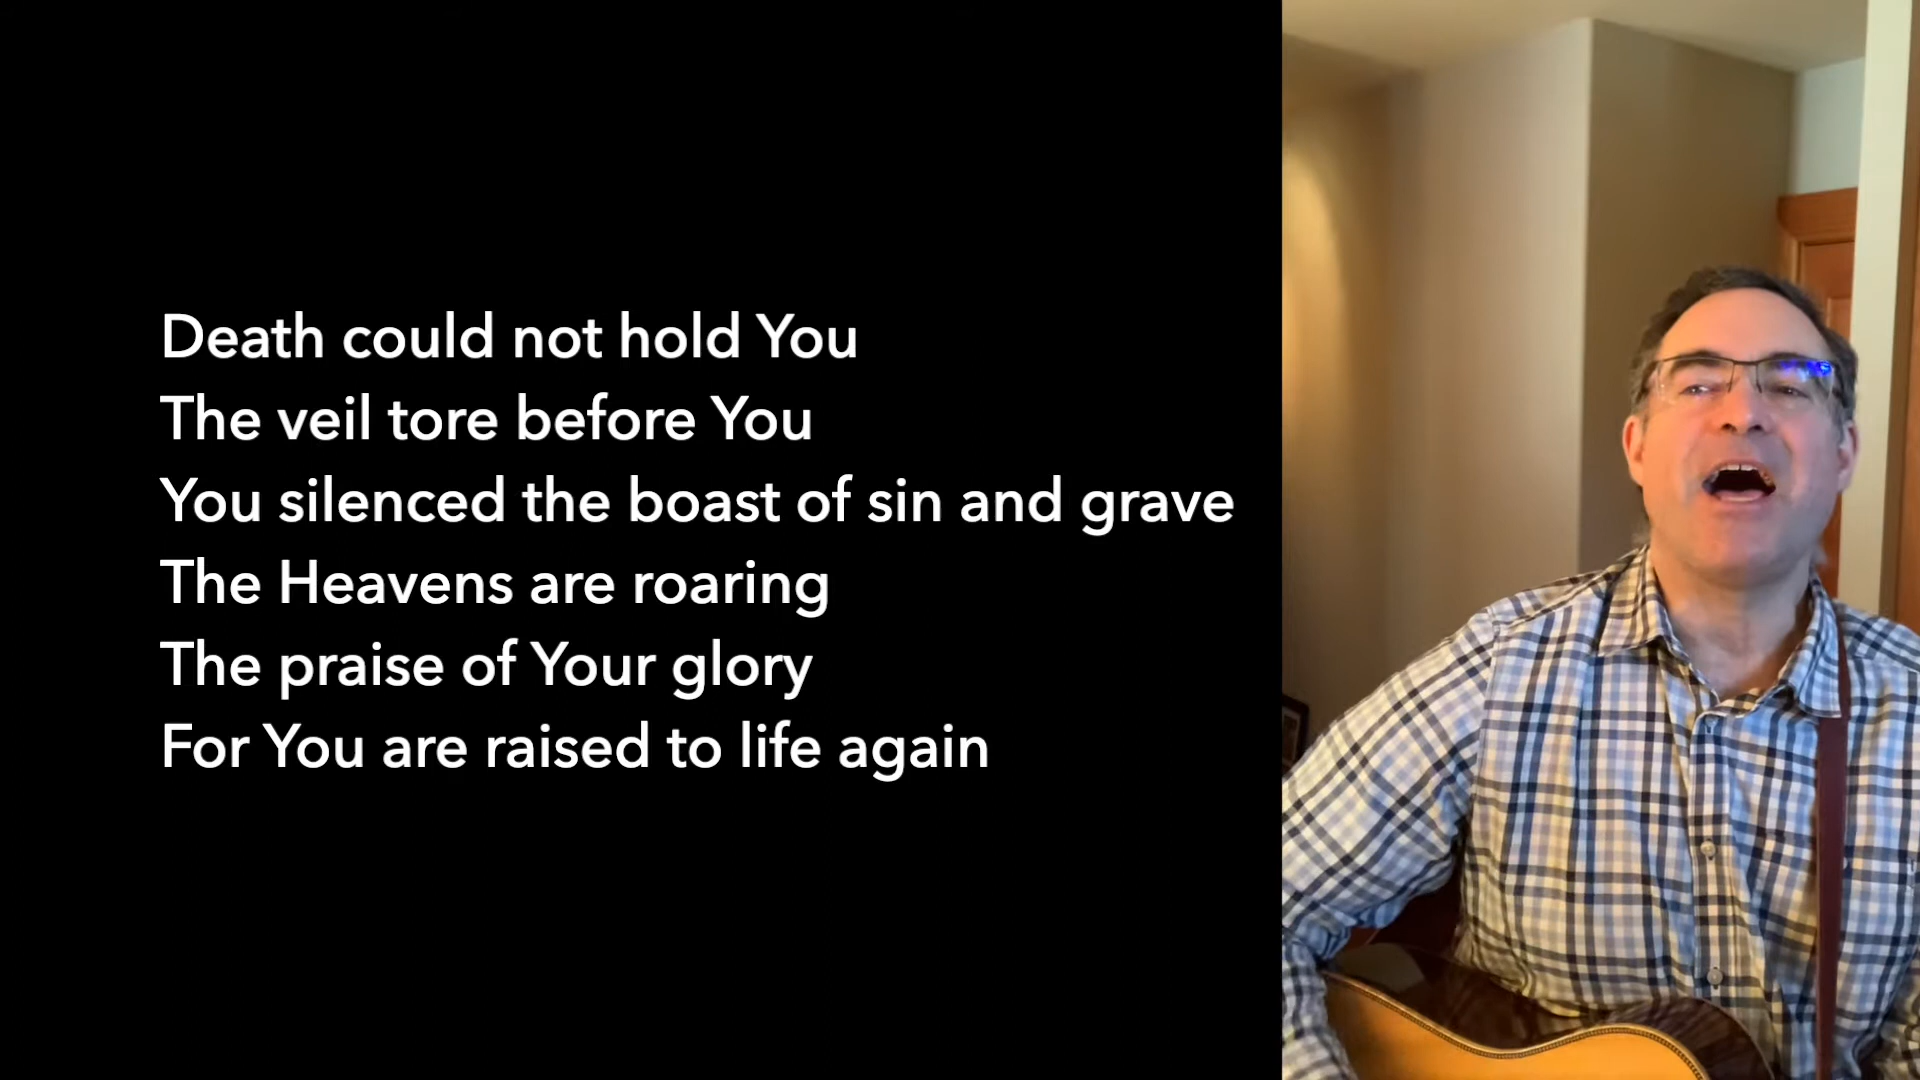 Death could not hold You
The veil tore before You
You silenced the boast of sin and grave
The Heavens are roaring
The praise of Your glory
For You are raised to life again